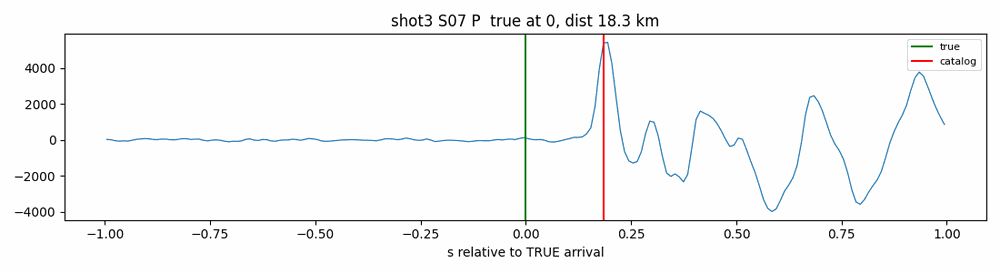 shot3 S07 P  true at 0, dist 18.3 km
true
catalog
4000
2000
0
−2000
−4000
−1.00 −0.75 −0.50 −0.25 0.00 0.25 0.50 0.75 1.00
s relative to TRUE arrival